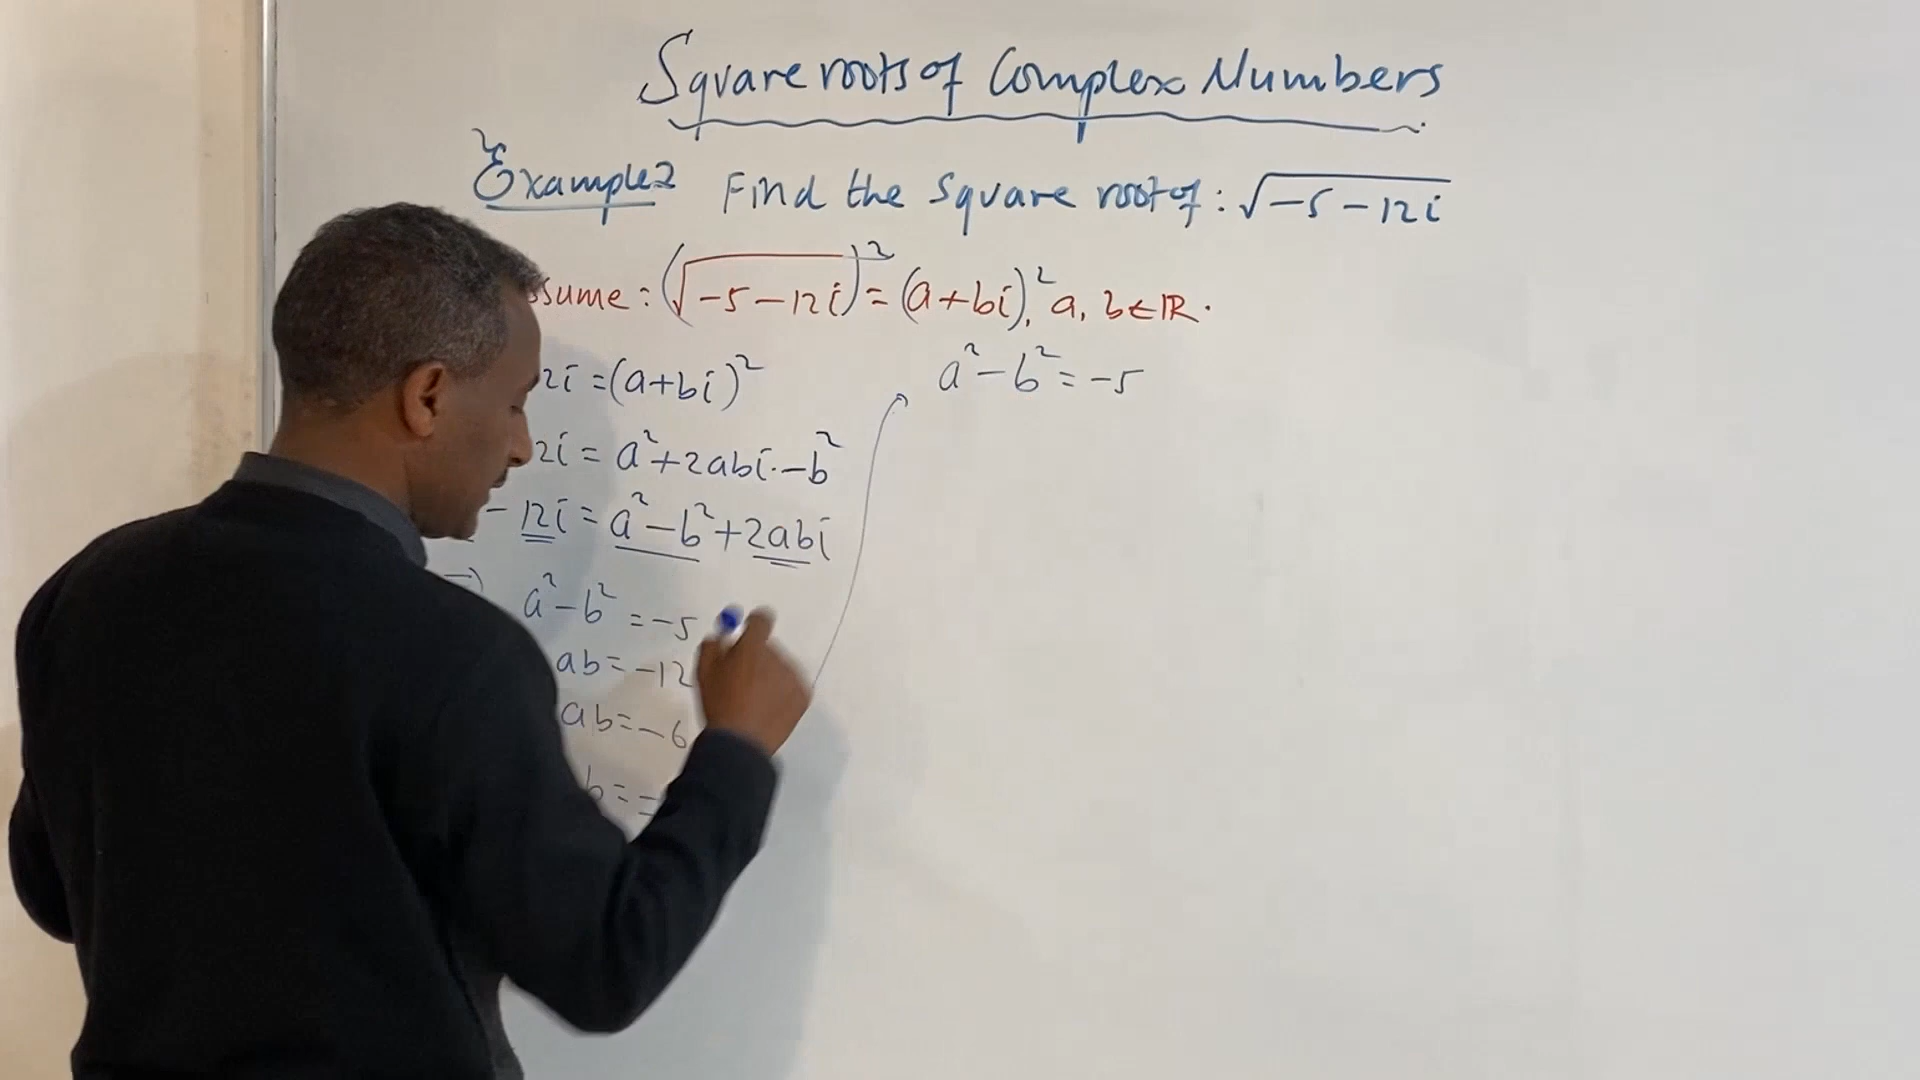 Square roots of Complex Numbers
Example 2 Find the square root of : √-5-12i
ssume : (√-5-12i)² = (a+bi)², a, b ∈ ℝ.
2i = (a+bi)²
2i = a²+2abi-b²
- 12i = a²-b²+2abi
⇒ a²-b² = -5
ab = -12
ab = -6
b = -
a²-b² = -5